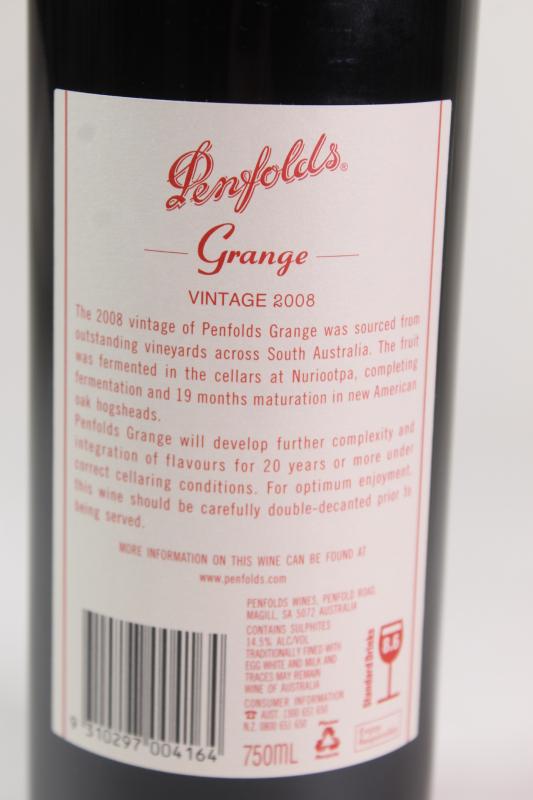 Penfolds®
Grange
VINTAGE 2008
The 2008 vintage of Penfolds Grange was sourced from
outstanding vineyards across South Australia. The fruit
was fermented in the cellars at Nuriootpa, completing
fermentation and 19 months maturation in new American
oak hogsheads.
Penfolds Grange will develop further complexity and
integration of flavours for 20 years or more under
correct cellaring conditions. For optimum enjoyment,
this wine should be carefully double-decanted prior to
being served.
MORE INFORMATION ON THIS WINE CAN BE FOUND AT
www.penfolds.com
PENFOLDS WINES, PENFOLD ROAD,
MAGILL, SA 5072 AUSTRALIA
CONTAINS SULPHITES
14.5% ALC/VOL
TRADITIONALLY FINED WITH
EGG WHITE AND MILK AND
TRACES MAY REMAIN
WINE OF AUSTRALIA
CONSUMER INFORMATION
☎ AUST. 1300 651 650
N.Z. 0800 651 650
9 310297 004164
750ML
Please
Recycle
Standard Drinks
8.6
Enjoy
Responsibly